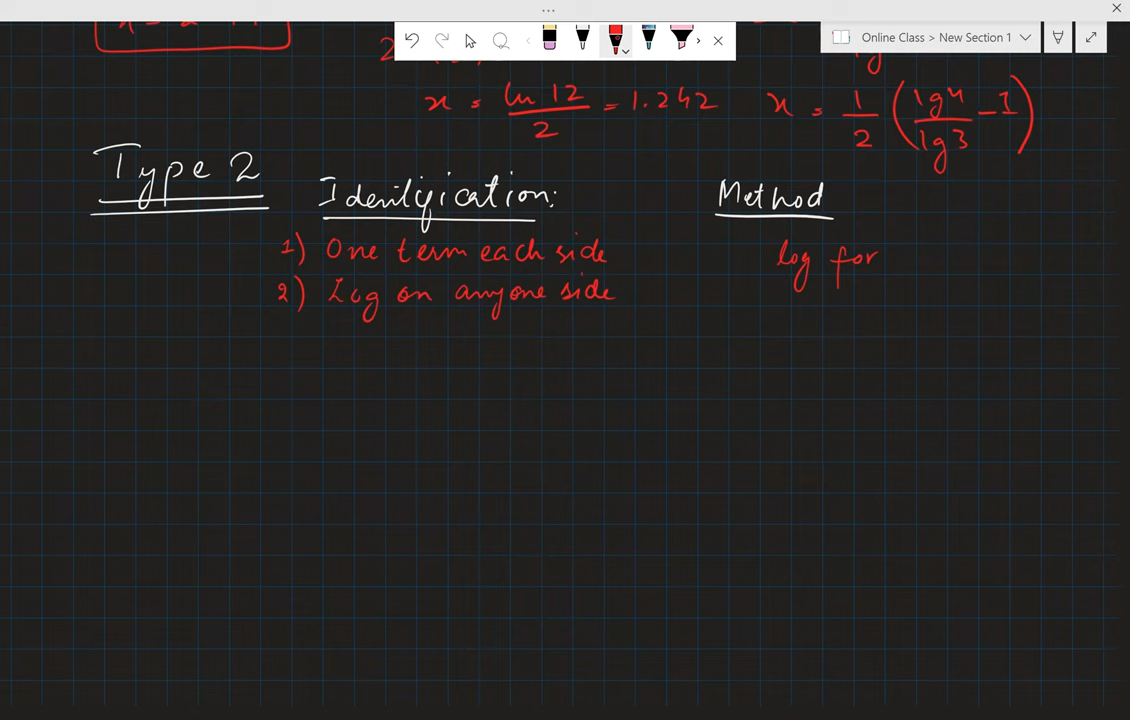 Online Class > New Section 1
x = ln 12 / 2 = 1.242
x = 1/2 (lg4/lg3 - 1)
Type 2
Identification:
Method
1) One term each side
log for
2) Log on anyone side